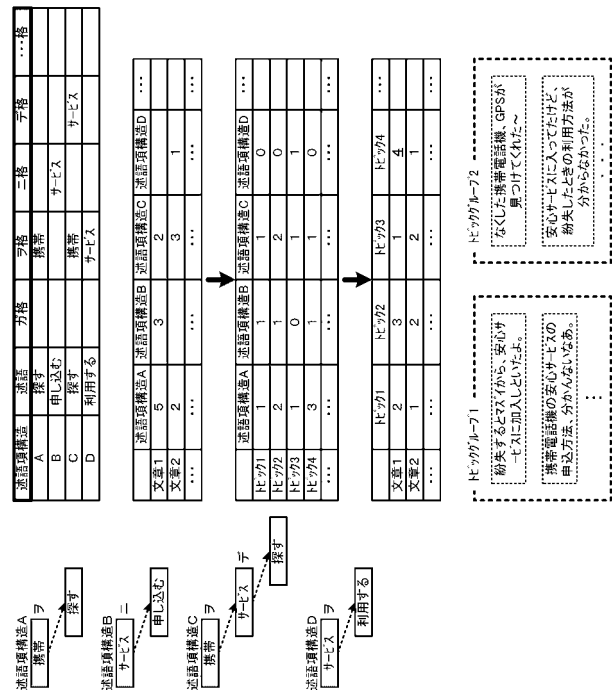 述語項構造A
携帯 ヲ
探す
述語項構造B
サービス ニ
申し込む
述語項構造C
携帯 ヲ
サービス デ
探す
述語項構造D
サービス ヲ
利用する
述語項構造 述語 ガ格 ヲ格 ニ格 デ格 …格
A 探す 携帯
B 申し込む サービス
C 探す 携帯 サービス
D 利用する サービス
述語項構造A 述語項構造B 述語項構造C 述語項構造D …
文章1 5 3 2
文章2 2 3 1
… … … … … …
述語項構造A 述語項構造B 述語項構造C 述語項構造D …
トピック1 1 1 1 0
トピック2 2 1 2 0
トピック3 1 0 1 1
トピック4 3 1 1 0
… … … … … …
トピック1 トピック2 トピック3 トピック4 …
文章1 2 3 1 4
文章2 1 2 2 1
… … … … … …
トピックグループ1
紛失するとマズイから、安心サ
ービスに加入しといたよ。
携帯電話機の安心サービスの
申込方法、分かんないなあ。
トピックグループ2
なくした携帯電話機、GPSが
見つけてくれた~
安心サービスに入ってたけど、
紛失したときの利用方法が
分からなかった。
....